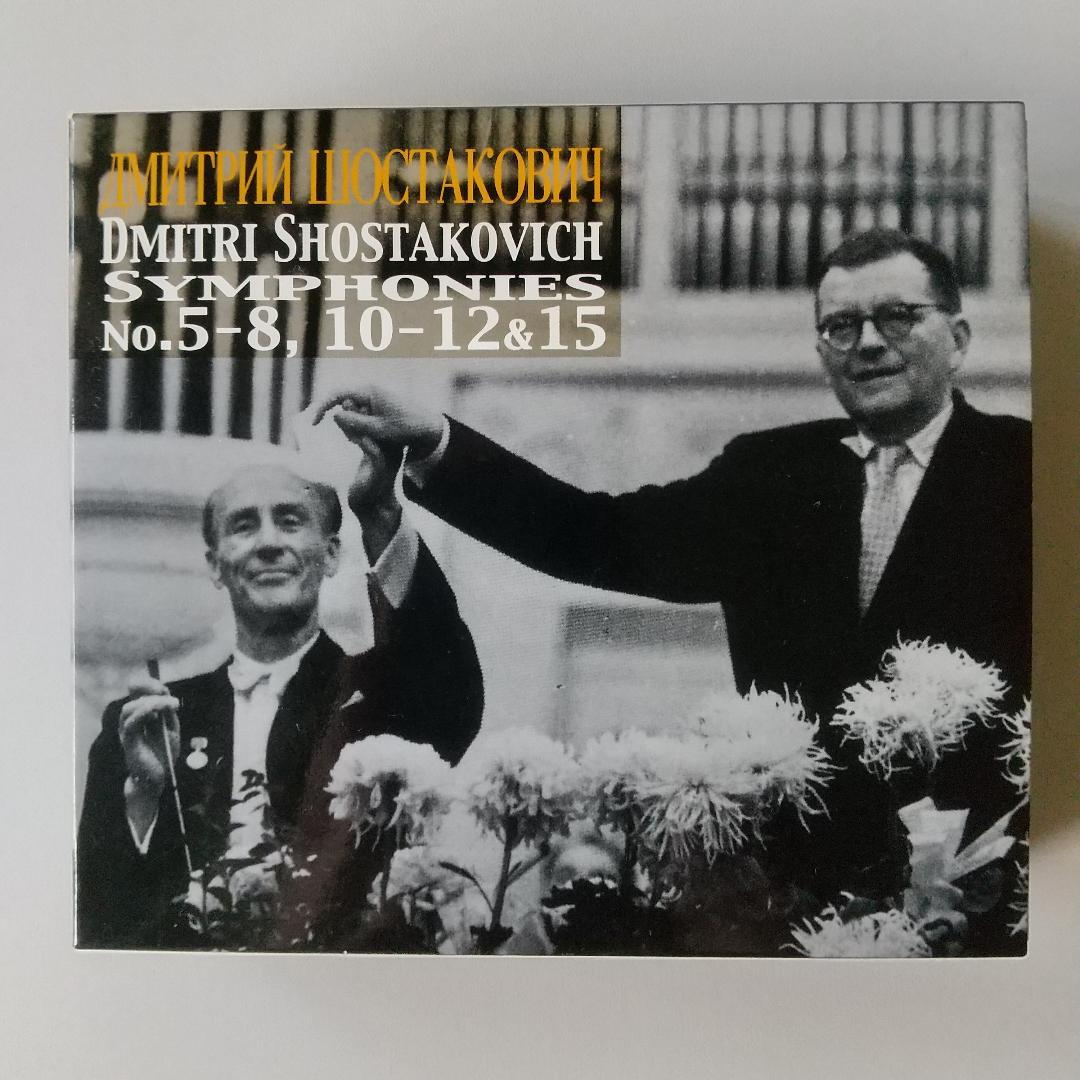 ДМИТРИЙ ШОСТАКОВИЧ
DMITRI SHOSTAKOVICH
SYMPHONIES
No.5-8, 10-12&15